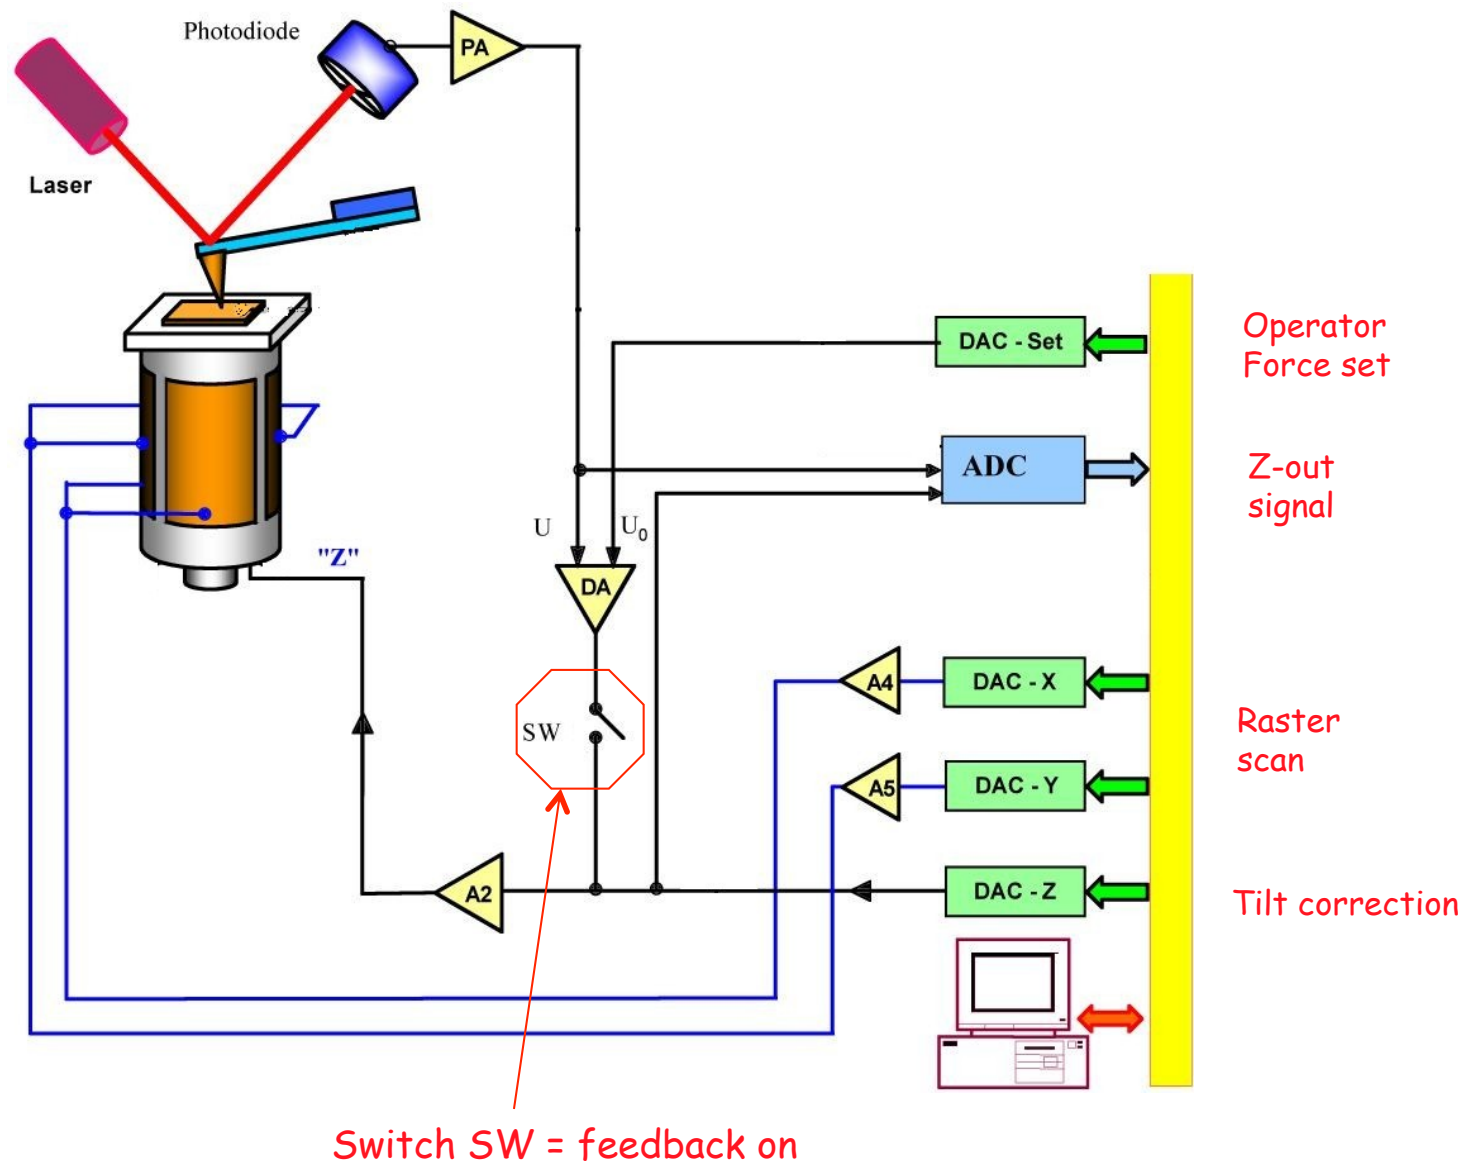 Photodiode
PA
Laser
DAC - Set
Operator
Force set
ADC
Z-out
signal
U
U0
"Z"
DA
SW
A4
DAC - X
Raster
scan
A5
DAC - Y
A2
DAC - Z
Tilt correction
Switch SW = feedback on